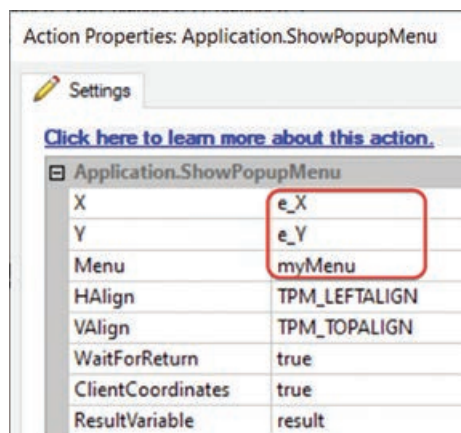 Action Properties: Application.ShowPopupMenu
Settings
Click here to learn more about this action.
Application.ShowPopupMenu
X e_X
Y e_Y
Menu myMenu
HAlign TPM_LEFTALIGN
VAlign TPM_TOPALIGN
WaitForReturn true
ClientCoordinates true
ResultVariable result